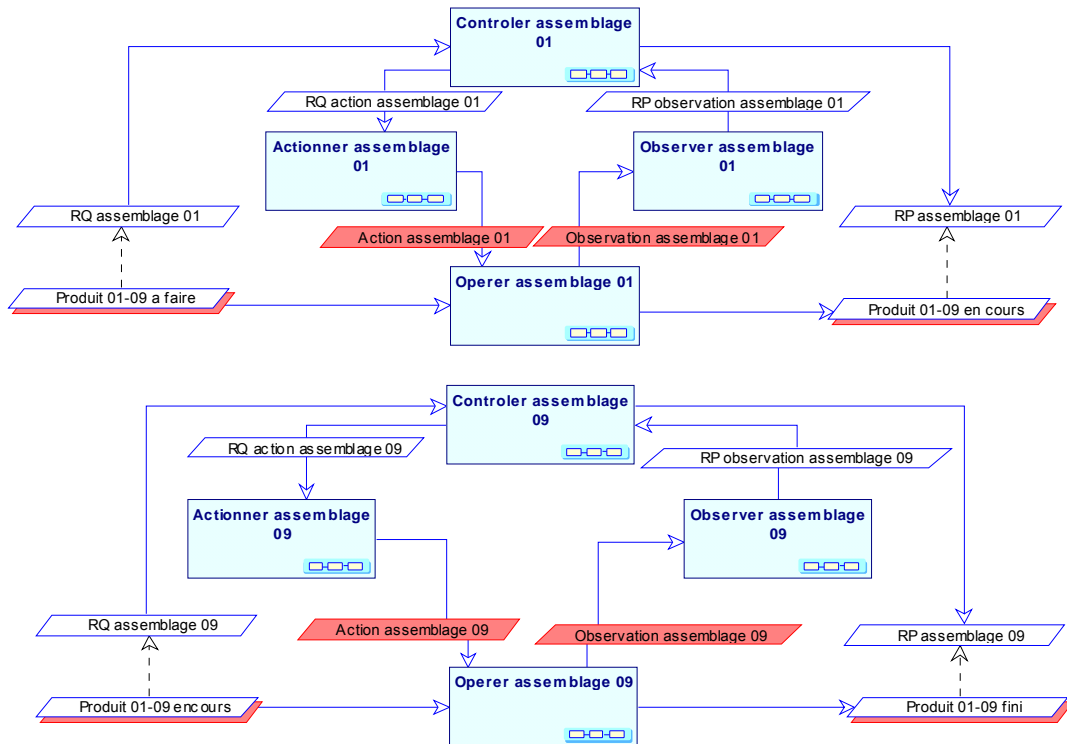 Controler assemblage
01
RQ action assemblage 01
RP observation assemblage 01
Actionner assemblage
01
Observer assemblage
01
RQ assemblage 01
RP assemblage 01
Action assemblage 01
Observation assemblage 01
Produit 01-09 a faire
Operer assemblage 01
Produit 01-09 en cours
Controler assemblage
09
RQ action assemblage 09
RP observation assemblage 09
Actionner assemblage
09
Observer assemblage
09
RQ assemblage 09
Action assemblage 09
Observation assemblage 09
RP assemblage 09
Produit 01-09 encours
Operer assemblage 09
Produit 01-09 fini